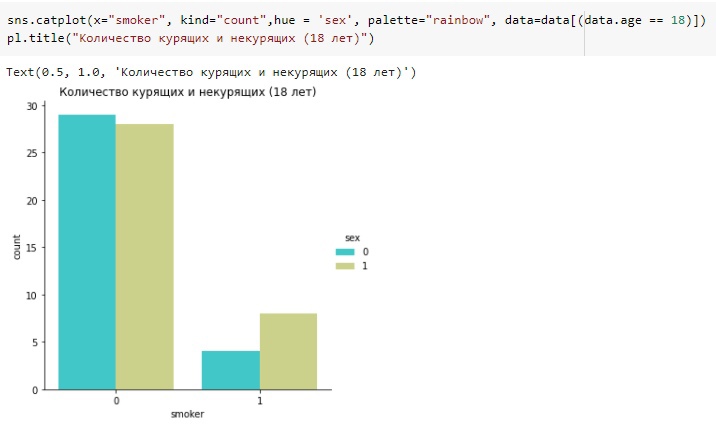 sns.catplot(x="smoker", kind="count",hue = 'sex', palette="rainbow", data=data[(data.age == 18)])
pl.title("Количество курящих и некурящих (18 лет)")
Text(0.5, 1.0, 'Количество курящих и некурящих (18 лет)')
Количество курящих и некурящих (18 лет)
30
25
20
15
10
5
0
count
0
1
smoker
sex
0
1